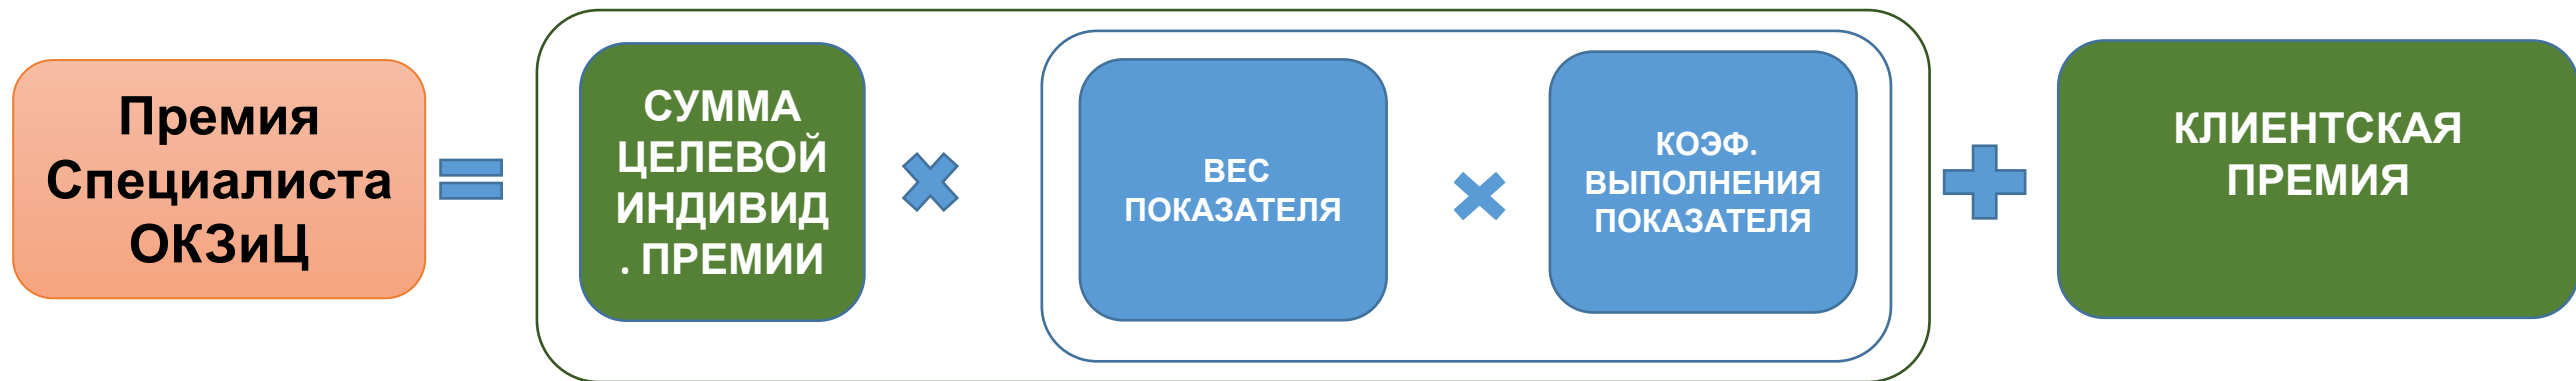 Премия
Специалиста
ОКЗиЦ
СУММА
ЦЕЛЕВОЙ
ИНДИВИД
. ПРЕМИИ
ВЕС
ПОКАЗАТЕЛЯ
КОЭФ.
ВЫПОЛНЕНИЯ
ПОКАЗАТЕЛЯ
КЛИЕНТСКАЯ
ПРЕМИЯ